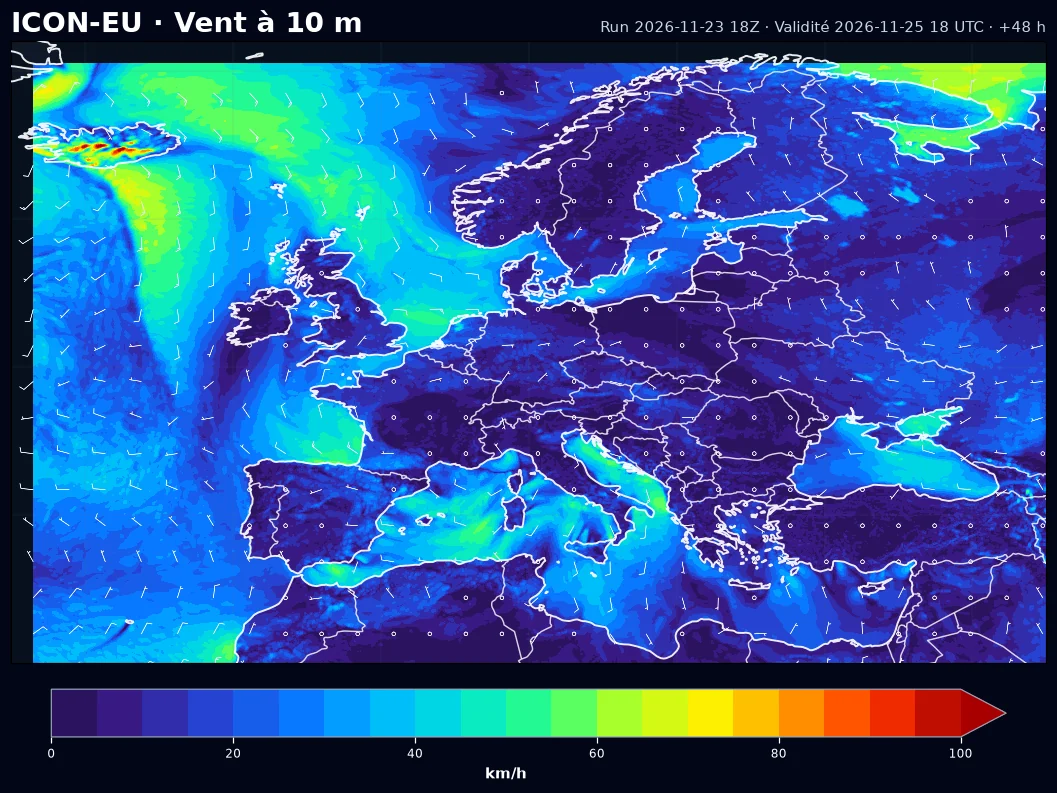 ICON-EU · Vent à 10 m
Run 2026-11-23 18Z · Validité 2026-11-25 18 UTC · +48 h
0 20 40 60 80 100
km/h